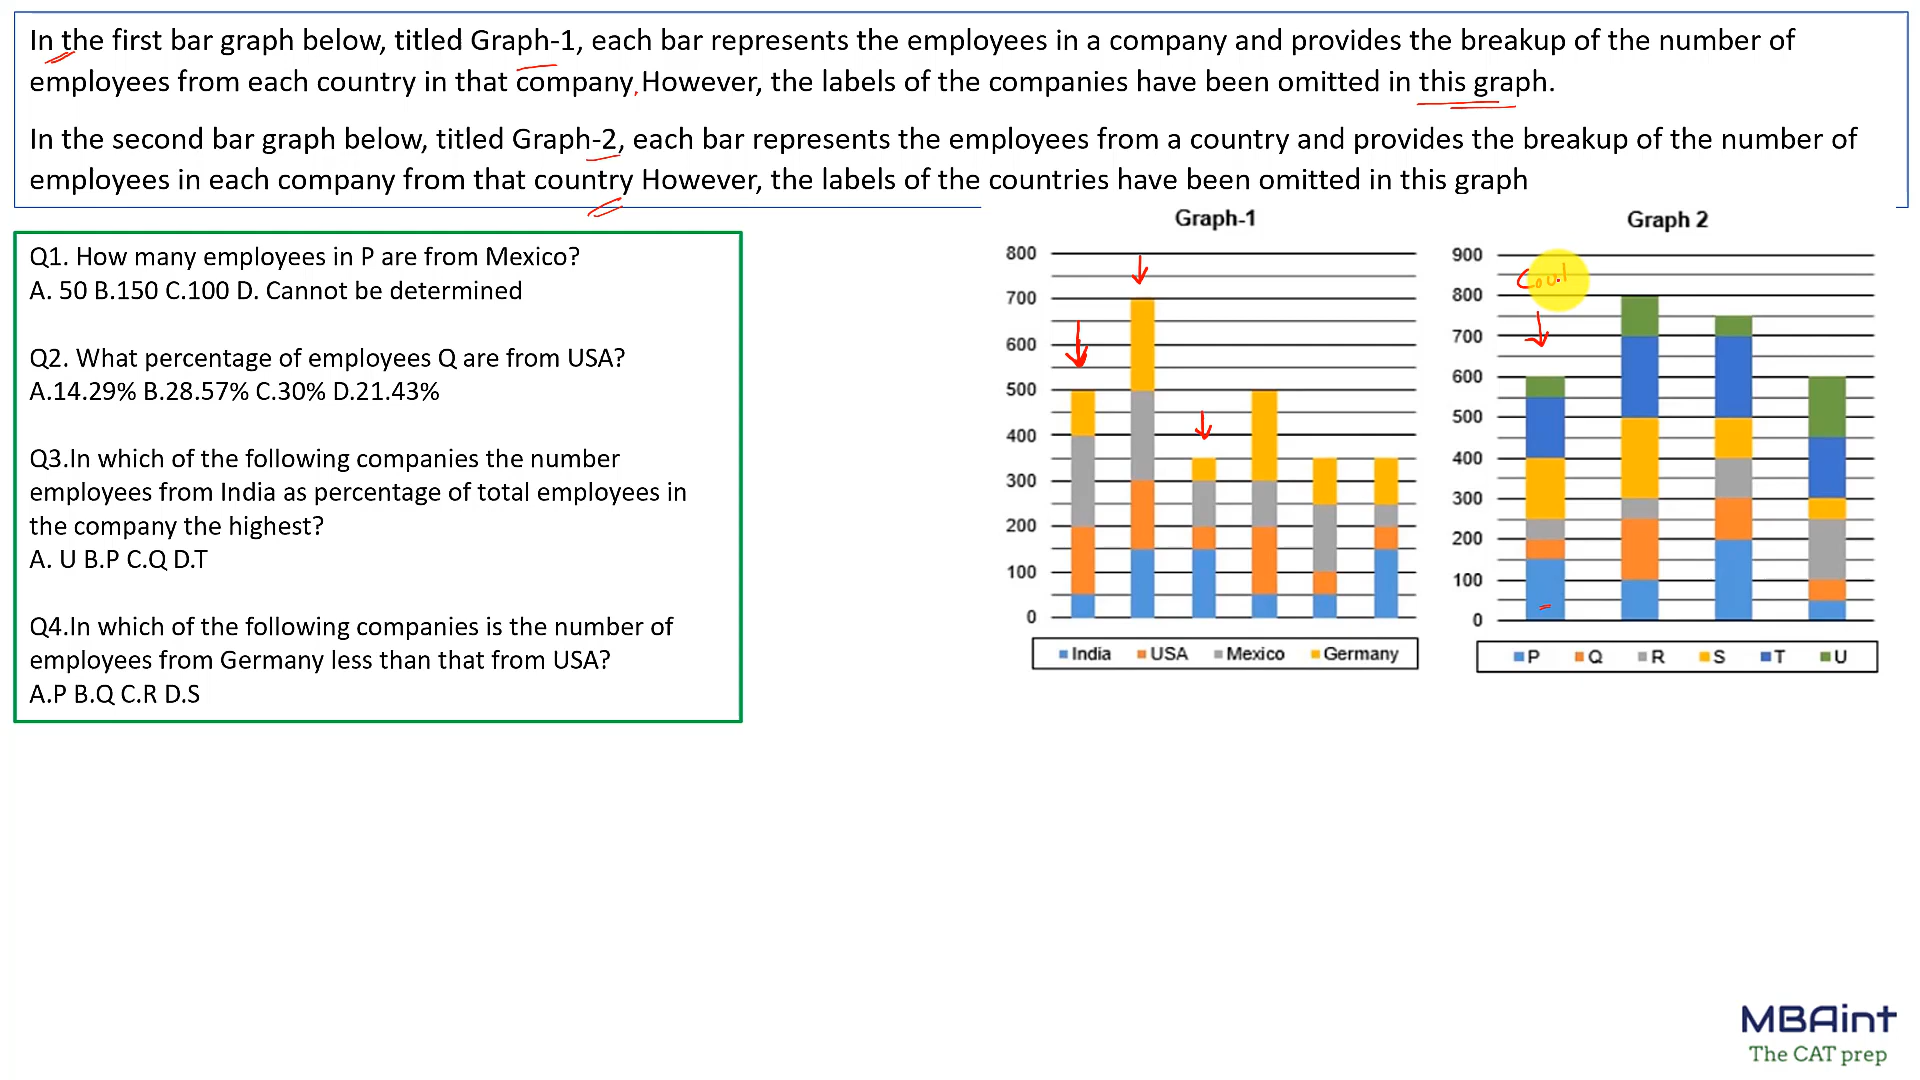 In the first bar graph below, titled Graph-1, each bar represents the employees in a company and provides the breakup of the number of
employees from each country in that company. However, the labels of the companies have been omitted in this graph.
In the second bar graph below, titled Graph-2, each bar represents the employees from a country and provides the breakup of the number of
employees in each company from that country However, the labels of the countries have been omitted in this graph
Q1. How many employees in P are from Mexico?
A. 50 B.150 C.100 D. Cannot be determined
Q2. What percentage of employees Q are from USA?
A.14.29% B.28.57% C.30% D.21.43%
Q3.In which of the following companies the number
employees from India as percentage of total employees in
the company the highest?
A. U B.P C.Q D.T
Q4.In which of the following companies is the number of
employees from Germany less than that from USA?
A.P B.Q C.R D.S
Graph-1
800
700
600
500
400
300
200
100
0
India USA Mexico Germany
Graph 2
Cou
900
800
700
600
500
400
300
200
100
0
P Q R S T U
MBAint
The CAT prep